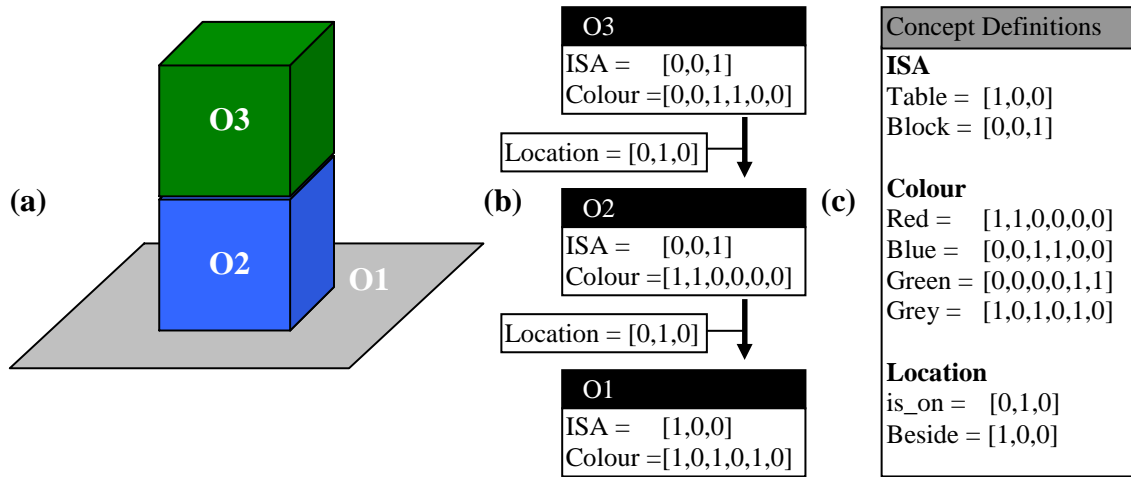 (a)
O3
O2
O1
(b)
O3
ISA = [0,0,1]
Colour =[0,0,1,1,0,0]
Location = [0,1,0]
O2
ISA = [0,0,1]
Colour =[1,1,0,0,0,0]
Location = [0,1,0]
O1
ISA = [1,0,0]
Colour =[1,0,1,0,1,0]
(c)
Concept Definitions
ISA
Table = [1,0,0]
Block = [0,0,1]
Colour
Red = [1,1,0,0,0,0]
Blue = [0,0,1,1,0,0]
Green = [0,0,0,0,1,1]
Grey = [1,0,1,0,1,0]
Location
is_on = [0,1,0]
Beside = [1,0,0]